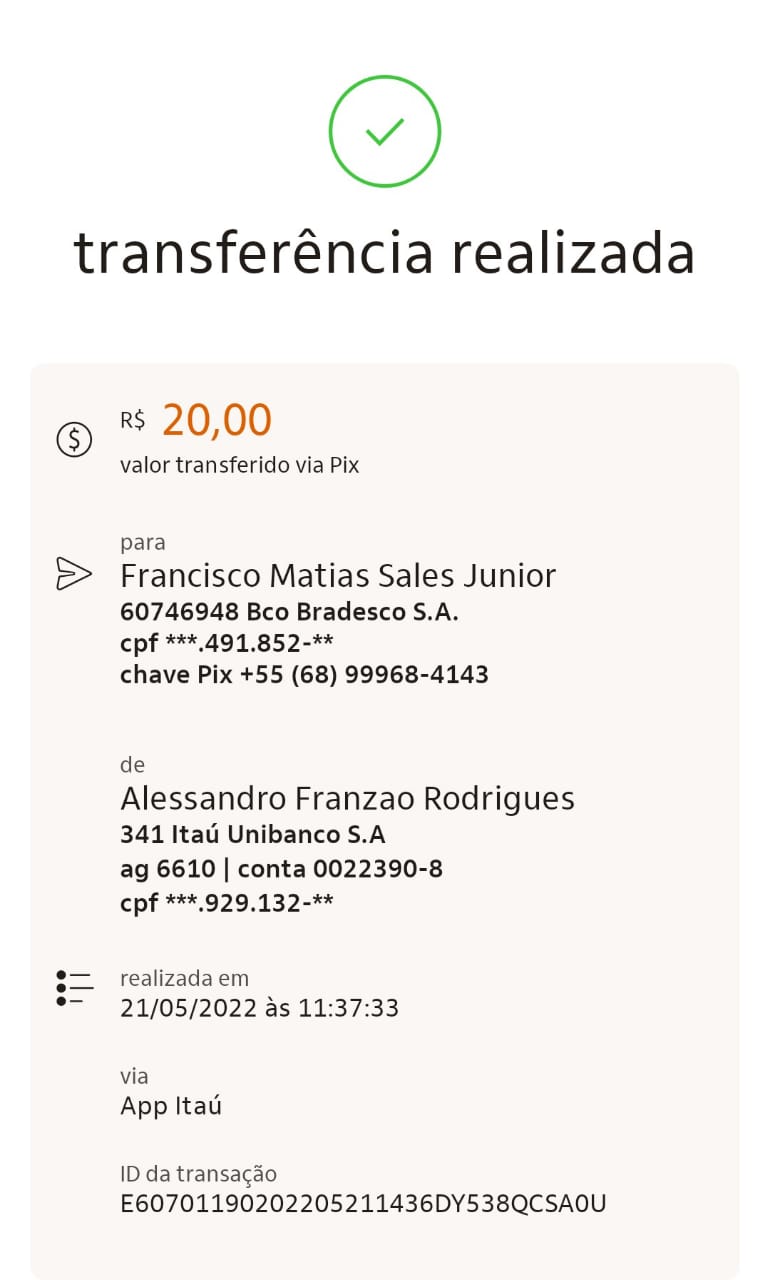 transferência realizada
R$ 20,00
valor transferido via Pix
para
Francisco Matias Sales Junior
60746948 Bco Bradesco S.A.
cpf ***.491.852-**
chave Pix +55 (68) 99968-4143
de
Alessandro Franzao Rodrigues
341 Itaú Unibanco S.A
ag 6610 | conta 0022390-8
cpf ***.929.132-**
realizada em
21/05/2022 às 11:37:33
via
App Itaú
ID da transação
E60701190202205211436DY538QCSA0U